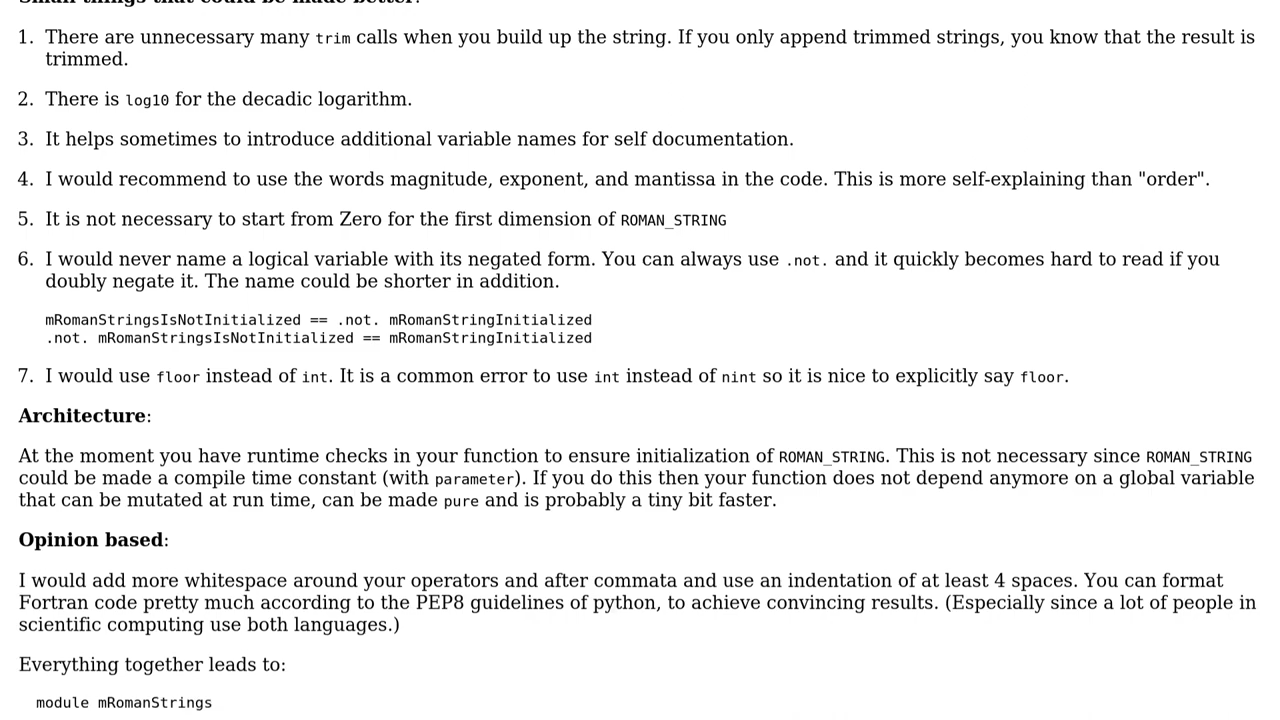 Small things that could be made better:
1. There are unnecessary many trim calls when you build up the string. If you only append trimmed strings, you know that the result is
trimmed.
2. There is log10 for the decadic logarithm.
3. It helps sometimes to introduce additional variable names for self documentation.
4. I would recommend to use the words magnitude, exponent, and mantissa in the code. This is more self-explaining than "order".
5. It is not necessary to start from Zero for the first dimension of ROMAN_STRING
6. I would never name a logical variable with its negated form. You can always use .not. and it quickly becomes hard to read if you
doubly negate it. The name could be shorter in addition.
mRomanStringsIsNotInitialized == .not. mRomanStringInitialized
.not. mRomanStringsIsNotInitialized == mRomanStringInitialized
7. I would use floor instead of int. It is a common error to use int instead of nint so it is nice to explicitly say floor.
Architecture:
At the moment you have runtime checks in your function to ensure initialization of ROMAN_STRING. This is not necessary since ROMAN_STRING
could be made a compile time constant (with parameter). If you do this then your function does not depend anymore on a global variable
that can be mutated at run time, can be made pure and is probably a tiny bit faster.
Opinion based:
I would add more whitespace around your operators and after commata and use an indentation of at least 4 spaces. You can format
Fortran code pretty much according to the PEP8 guidelines of python, to achieve convincing results. (Especially since a lot of people in
scientific computing use both languages.)
Everything together leads to:
module mRomanStrings